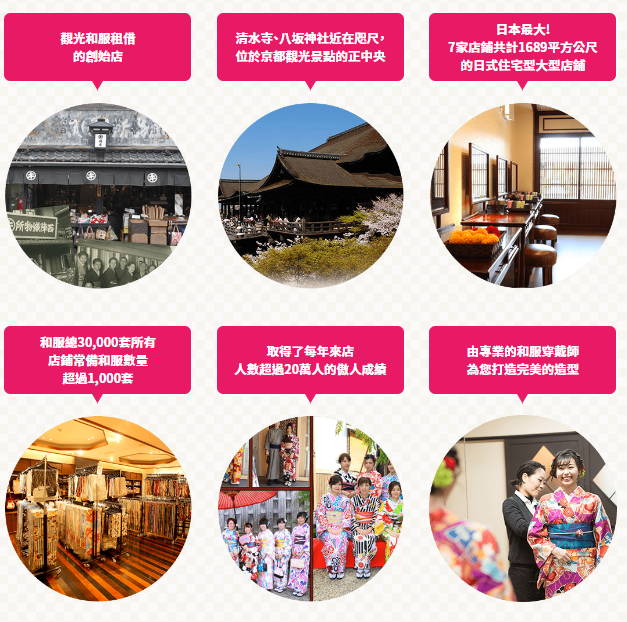 觀光和服租借
的創始店
清水寺、八坂神社近在咫尺，
位於京都觀光景點的正中央
日本最大!
7家店鋪共計1689平方公尺
的日式住宅型大型店鋪
和服總30,000套所有
店鋪常備和服數量
超過1,000套
取得了每年來店
人數超過20萬人的傲人成績
由專業的和服穿戴師
為您打造完美的造型